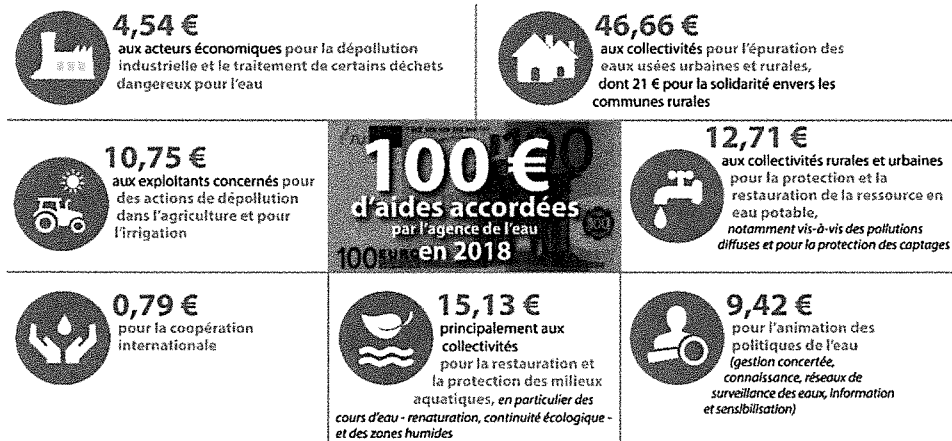 4,54 €
aux acteurs économiques pour la dépollution
industrielle et le traitement de certains déchets
dangereux pour l'eau
46,66 €
aux collectivités pour l'épuration des
eaux usées urbaines et rurales,
dont 21 € pour la solidarité envers les
communes rurales
10,75 €
aux exploitants concernés pour
des actions de dépollution
dans l'agriculture et pour
l'irrigation
100 €
d'aides accordées
par l'agence de l'eau
en 2018
100 EURO
12,71 €
aux collectivités rurales et urbaines
pour la protection et la
restauration de la ressource en
eau potable,
notamment vis-à-vis des pollutions
diffuses et pour la protection des captages
0,79 €
pour la coopération
internationale
15,13 €
principalement aux
collectivités
pour la restauration et
la protection des milieux
aquatiques, en particulier des
cours d'eau - renaturation, continuité écologique -
et des zones humides
9,42 €
pour l'animation des
politiques de l'eau
(gestion concertée,
connaissance, réseaux de
surveillance des eaux, information
et sensibilisation)